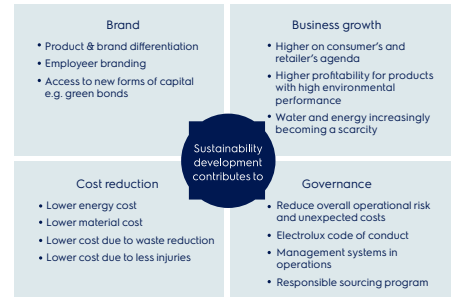 Brand
• Product & brand differentiation
• Employeer branding
• Access to new forms of capital
e.g. green bonds
Business growth
• Higher on consumer's and
retailer's agenda
• Higher profitability for products
with high environmental
performance
• Water and energy increasingly
becoming a scarcity
Sustainability
development
contributes to
Cost reduction
• Lower energy cost
• Lower material cost
• Lower cost due to waste reduction
• Lower cost due to less injuries
Governance
• Reduce overall operational risk
and unexpected costs
• Electrolux code of conduct
• Management systems in
operations
• Responsible sourcing program